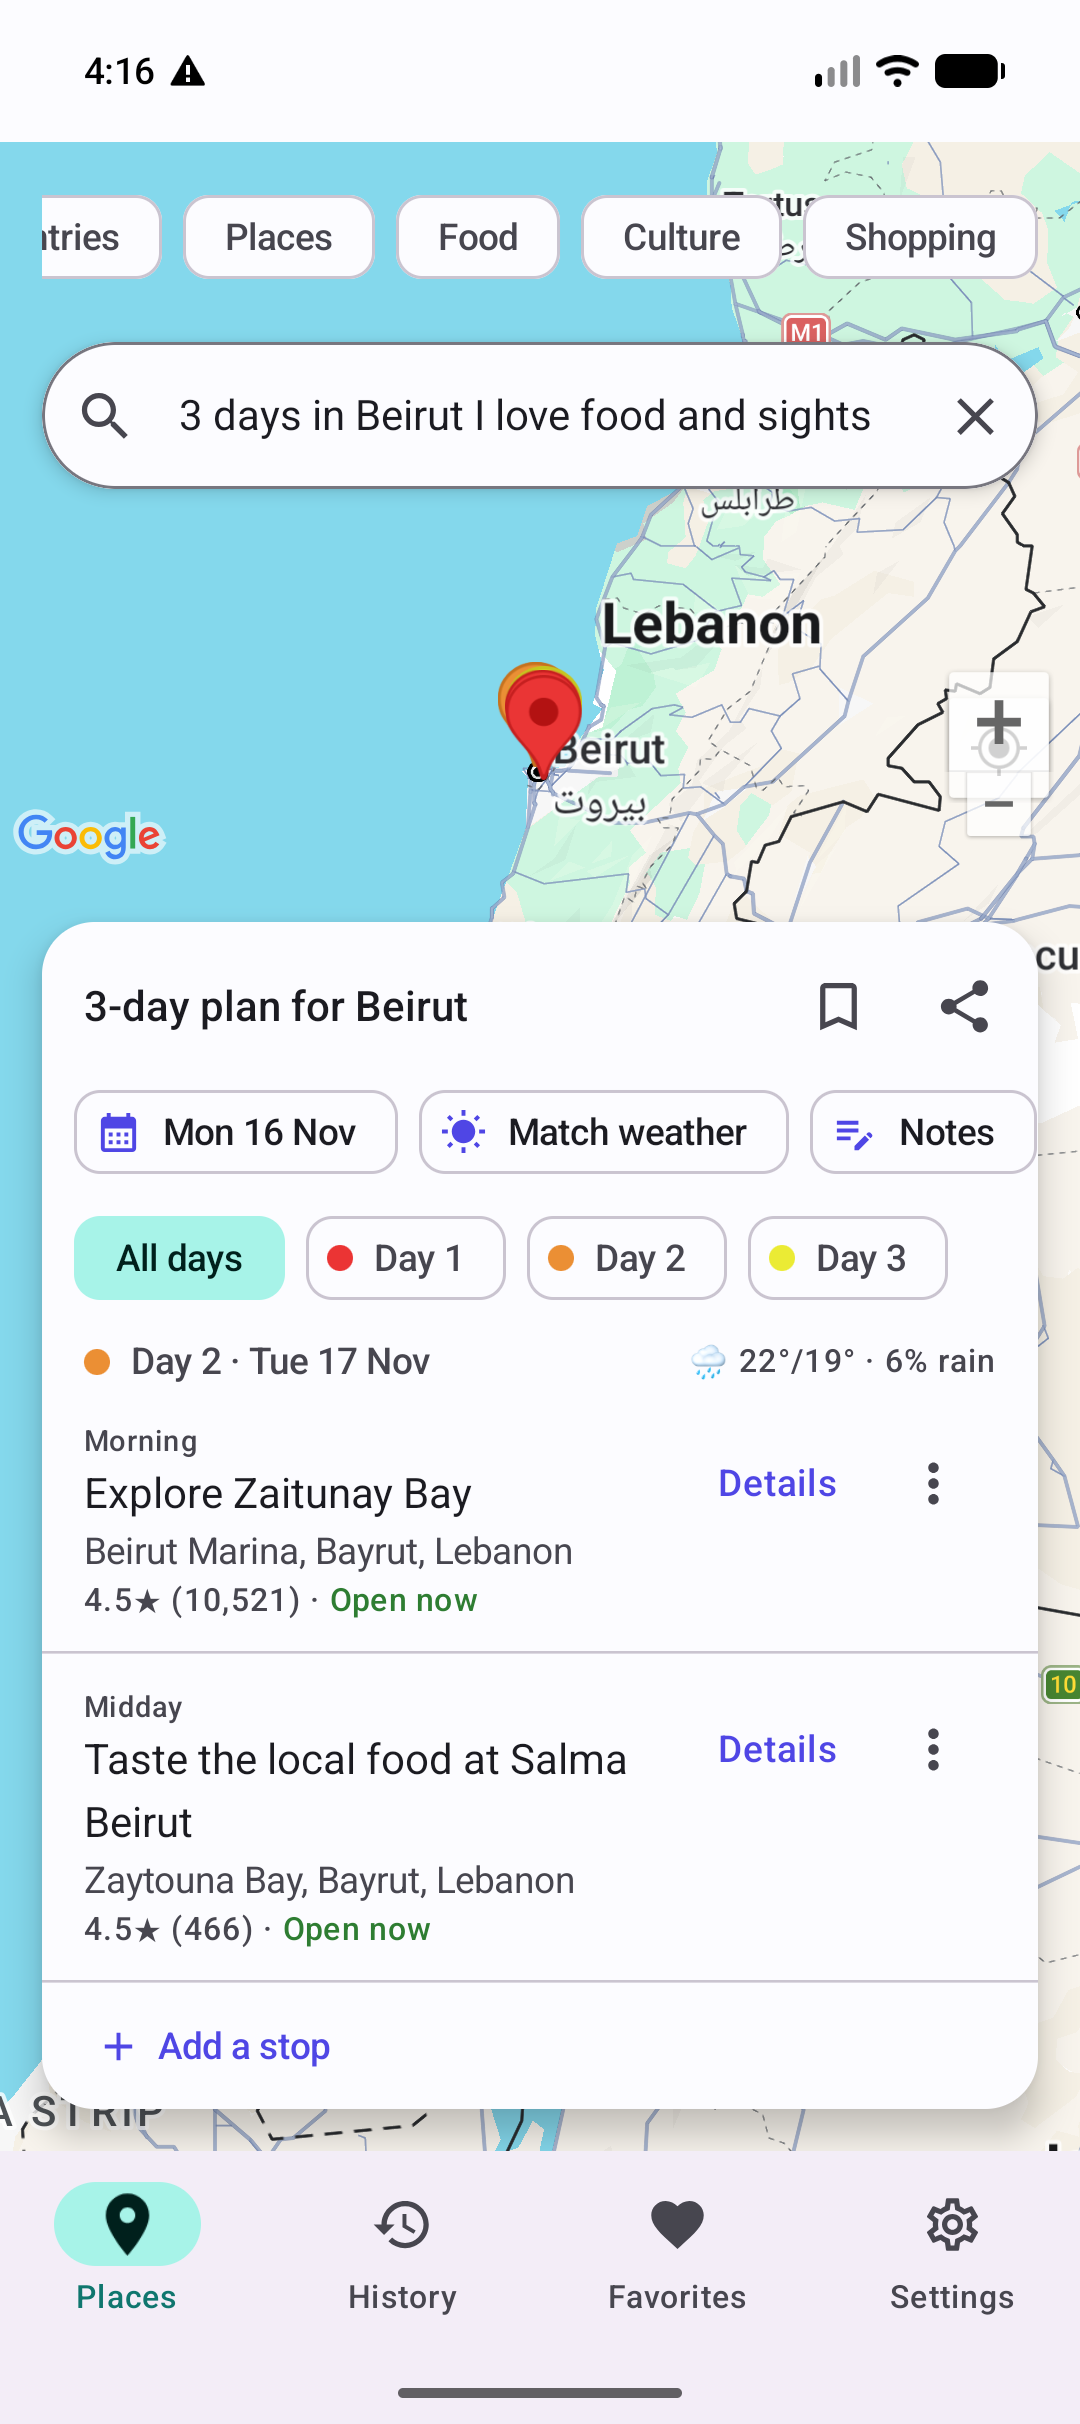 4:16
ntries
Places
Food
Culture
Shopping
M1
3 days in Beirut I love food and sights
طرابلس
Lebanon
Beirut
بيروت
Google
3-day plan for Beirut
Mon 16 Nov
Match weather
Notes
All days
Day 1
Day 2
Day 3
Day 2 · Tue 17 Nov
22°/19° · 6% rain
Morning
Explore Zaitunay Bay
Details
Beirut Marina, Bayrut, Lebanon
4.5★ (10,521) · Open now
10
Midday
Taste the local food at Salma
Beirut
Details
Zaytouna Bay, Bayrut, Lebanon
4.5★ (466) · Open now
+ Add a stop
A STRIP
Places
History
Favorites
Settings